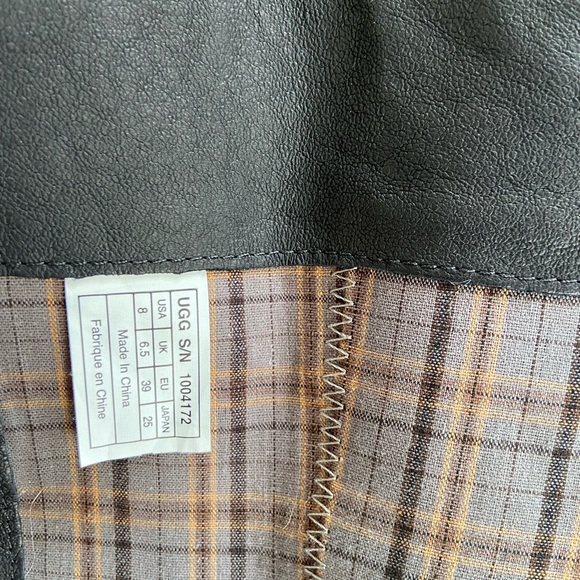 UGG S/N 1004172
USA UK EU JAPAN
8 6.5 39 25
Made In China
Fabrique en Chine